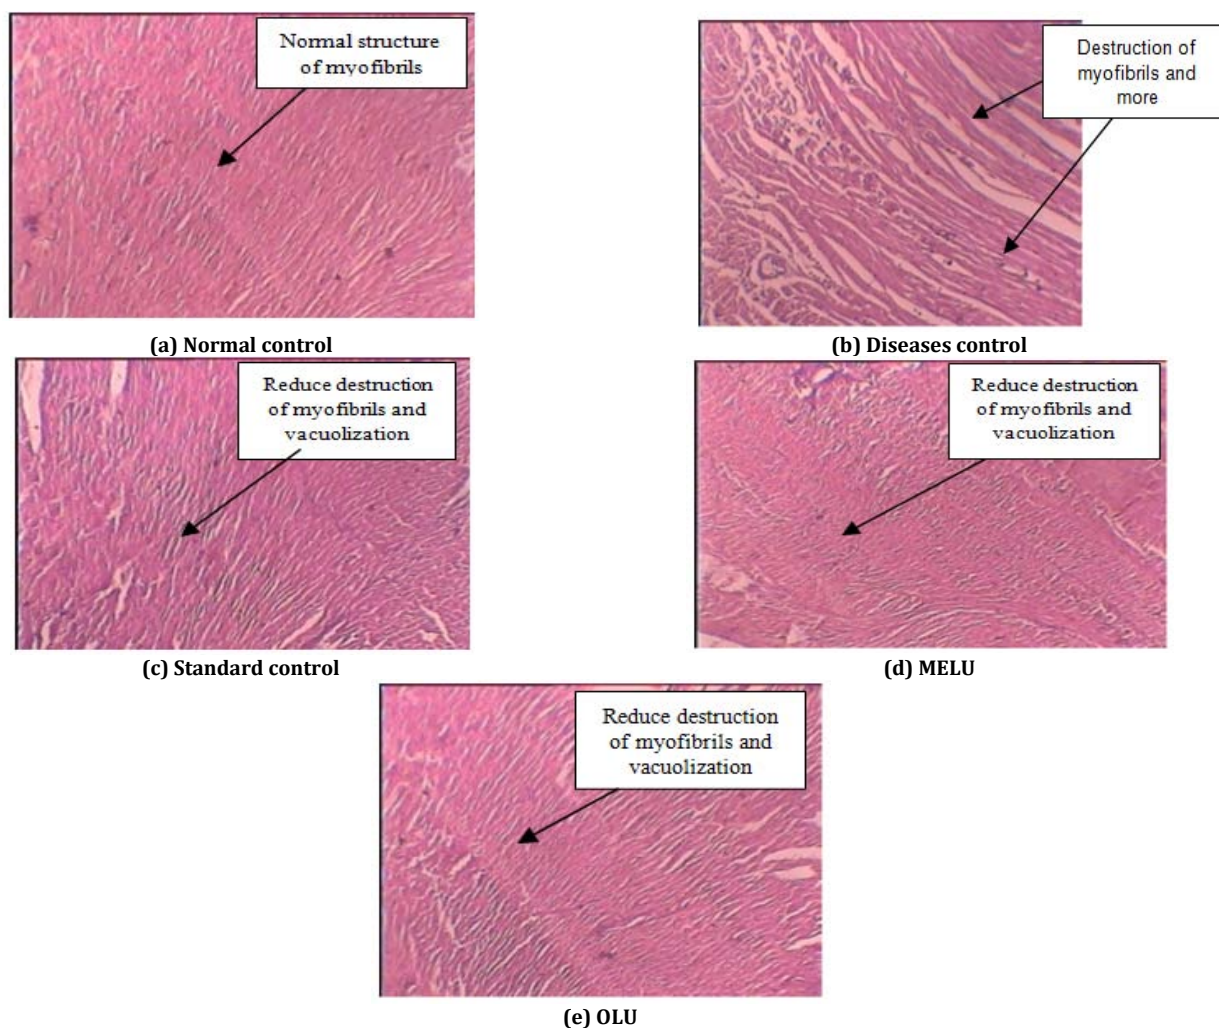 Normal structure
of myofibrils
Destruction of
myofibrils and
more
(a) Normal control
(b) Diseases control
Reduce destruction
of myofibrils and
vacuolization
Reduce destruction
of myofibrils and
vacuolization
(c) Standard control
(d) MELU
Reduce destruction
of myofibrils and
vacuolization
(e) OLU